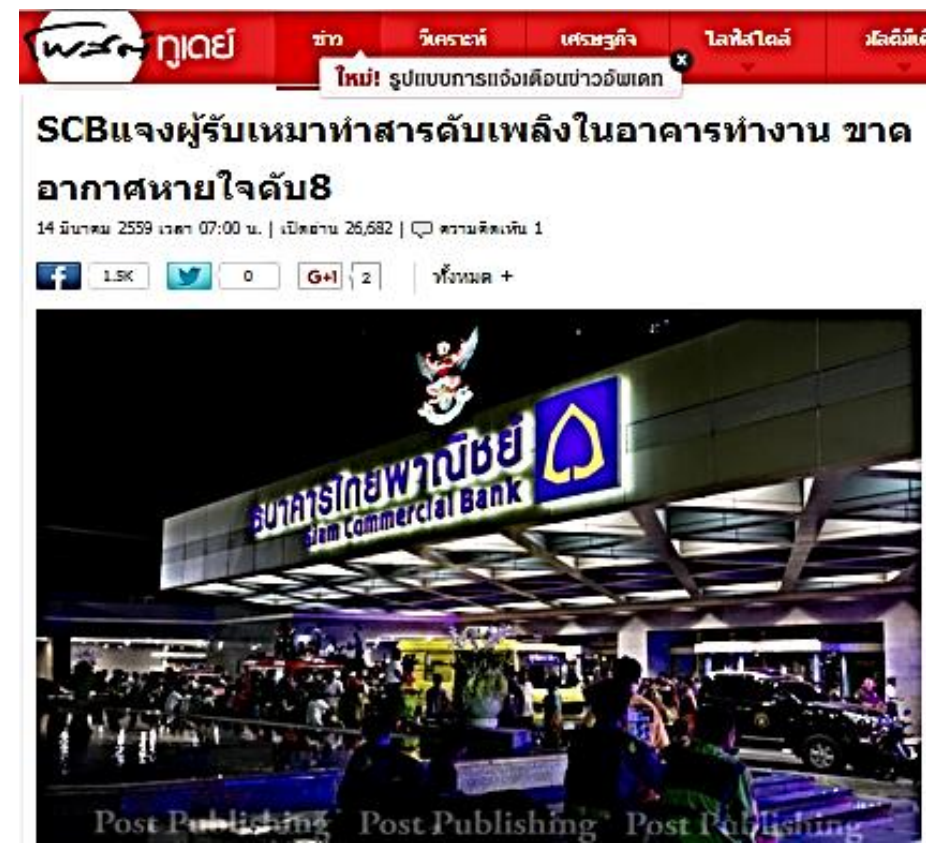 โพสต์ทูเดย์
ข่าว วิเคราะห์ เศรษฐกิจ ไลฟ์สไตล์ มัลติมีเดี
ใหม่! รูปแบบการแจ้งเตือนข่าวอัพเดท
SCBแจงผู้รับเหมาทำสารดับเพลิงในอาคารทำงาน ขาด
อากาศหายใจดับ8
14 มีนาคม 2559 เวลา 07:00 น. | เปิดอ่าน 26,682 | ความคิดเห็น 1
f 1.5K 0 G+1 2 ทั้งหมด +
ธนาคารไทยพาณิชย์
Siam Commercial Bank
Post Publishing Post Publishing Post Publishing